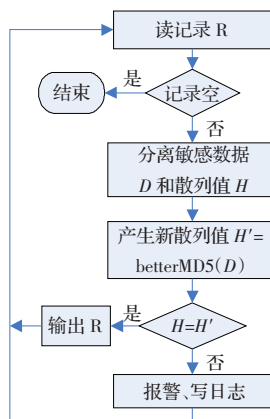 读记录 R
是
结束
记录空
否
分离敏感数据
D 和散列值 H
产生新散列值 H′=
betterMD5(D)
是
输出 R
H=H′
否
报警、写日志